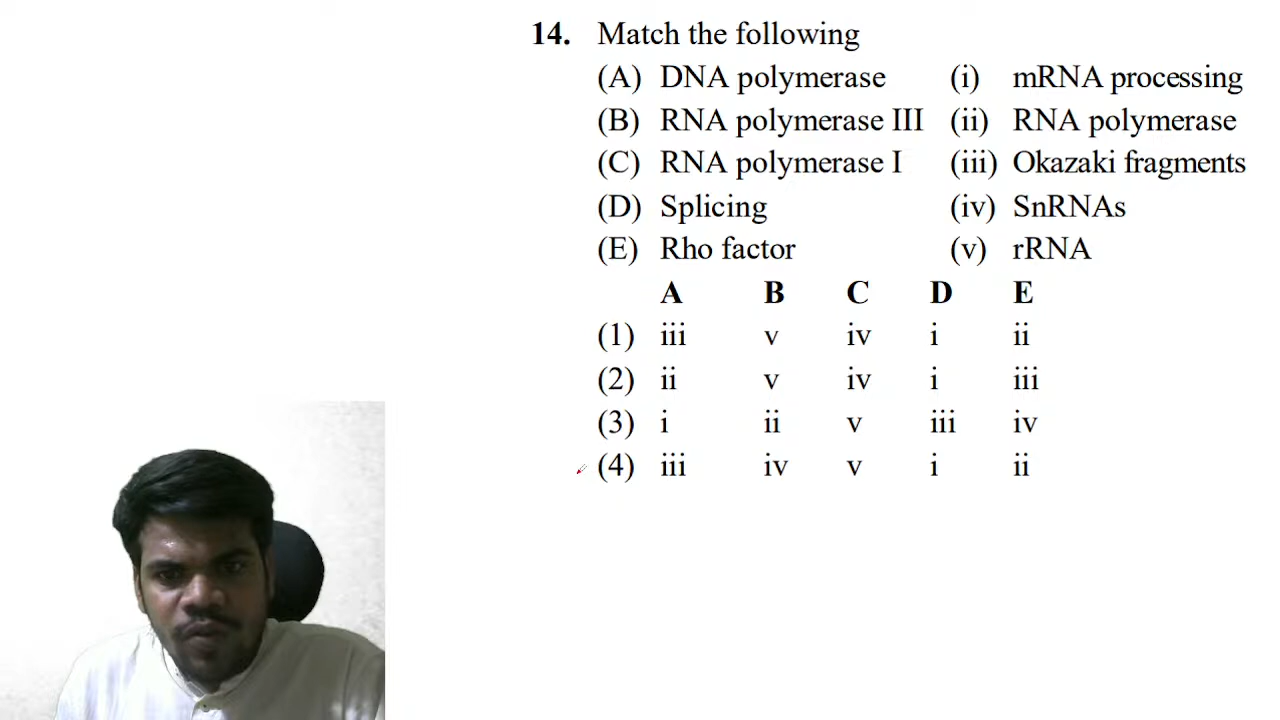 14. Match the following
(A) DNA polymerase (i) mRNA processing
(B) RNA polymerase III (ii) RNA polymerase
(C) RNA polymerase I (iii) Okazaki fragments
(D) Splicing (iv) SnRNAs
(E) Rho factor (v) rRNA
A B C D E
(1) iii v iv i ii
(2) ii v iv i iii
(3) i ii v iii iv
(4) iii iv v i ii